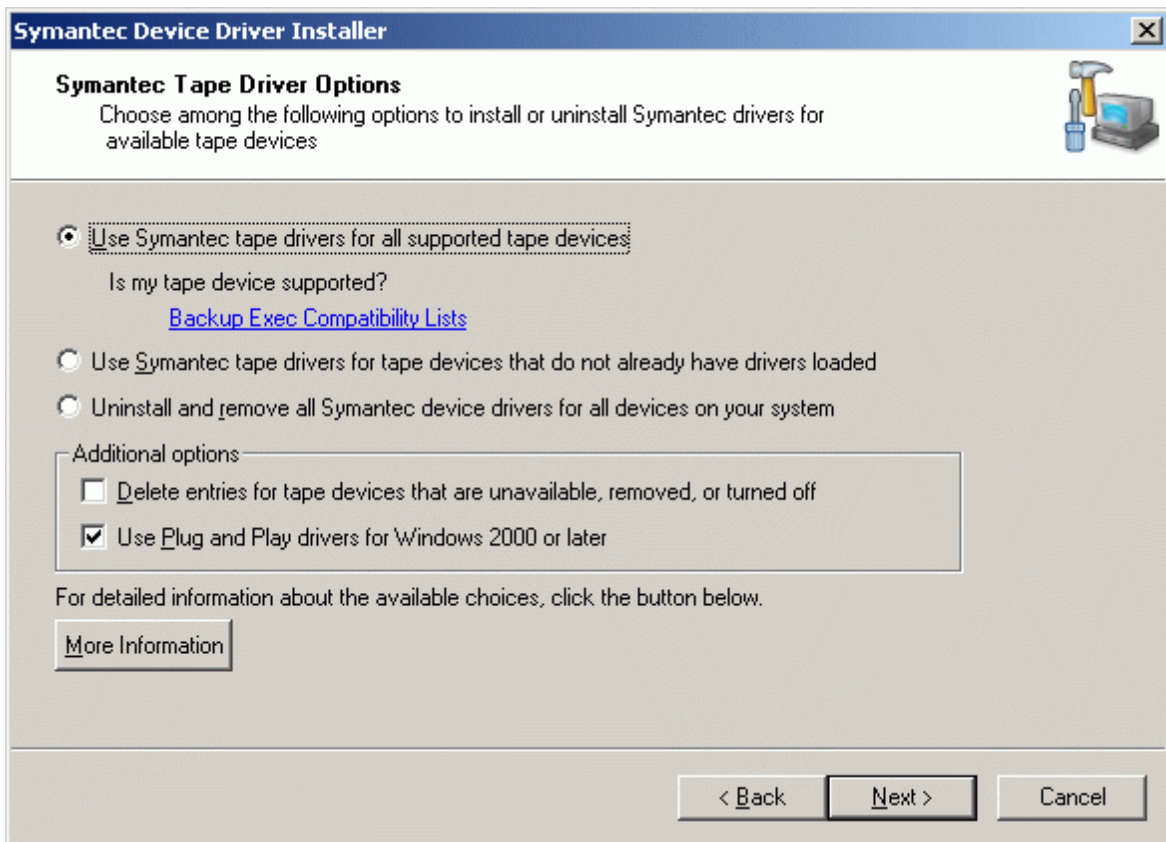 Symantec Device Driver Installer
Symantec Tape Driver Options
Choose among the following options to install or uninstall Symantec drivers for
available tape devices
Use Symantec tape drivers for all supported tape devices
Is my tape device supported?
Backup Exec Compatibility Lists
Use Symantec tape drivers for tape devices that do not already have drivers loaded
Uninstall and remove all Symantec device drivers for all devices on your system
Additional options
Delete entries for tape devices that are unavailable, removed, or turned off
Use Plug and Play drivers for Windows 2000 or later
For detailed information about the available choices, click the button below.
More Information
< Back Next > Cancel